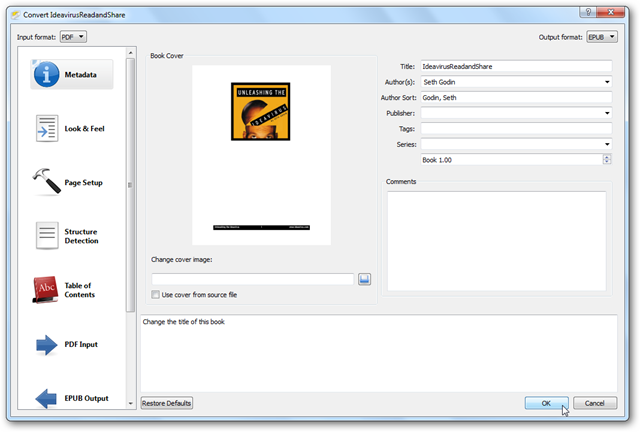 Convert IdeavirusReadandShare
Input format: PDF
Output format: EPUB
Metadata
Look & Feel
Page Setup
Structure
Detection
Table of
Contents
PDF Input
EPUB Output
Book Cover
UNLEASHING THE
IDEAVIRUS
Change cover image:
Use cover from source file
Title: IdeavirusReadandShare
Author(s): Seth Godin
Author Sort: Godin, Seth
Publisher:
Tags:
Series:
Book 1.00
Comments
Change the title of this book
Restore Defaults
OK
Cancel